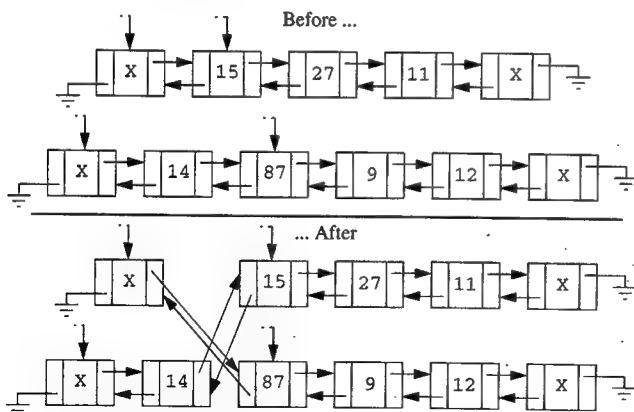 Before ...
X 15 27 11 X
X 14 87 9 12 X
... After
X 15 27 11 X
X 14 87 9 12 X